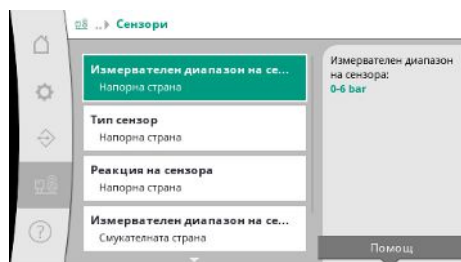 ..▸ Сензори
Измервателен диапазон на се...
Напорна страна
Тип сензор
Напорна страна
Реакция на сензора
Напорна страна
Измервателен диапазон на се...
Смукателната страна
Измервателен диапазон
на сензора:
0-6 bar
Помощ